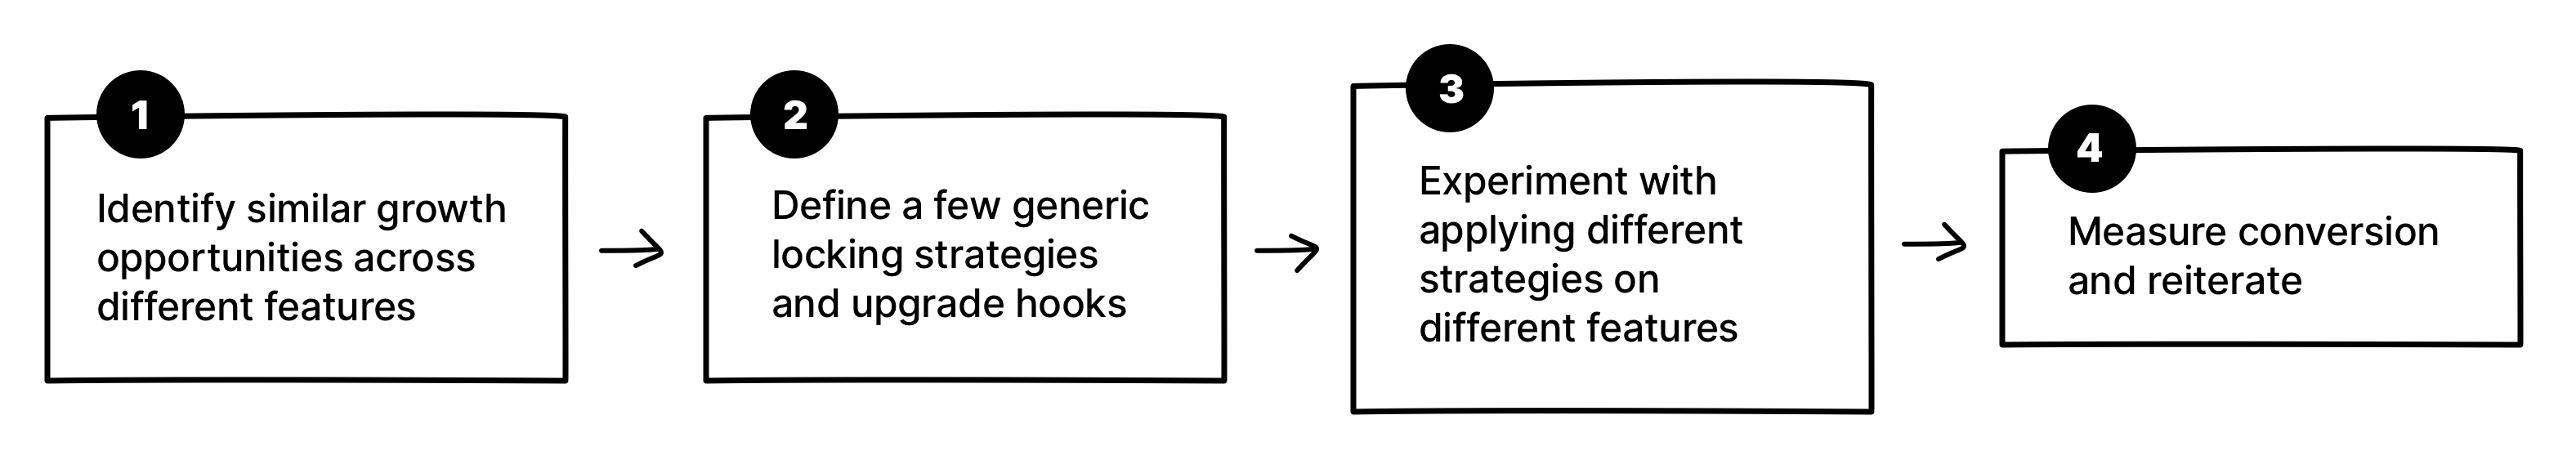 1
Identify similar growth
opportunities across
different features
2
Define a few generic
locking strategies
and upgrade hooks
3
Experiment with
applying different
strategies on
different features
4
Measure conversion
and reiterate